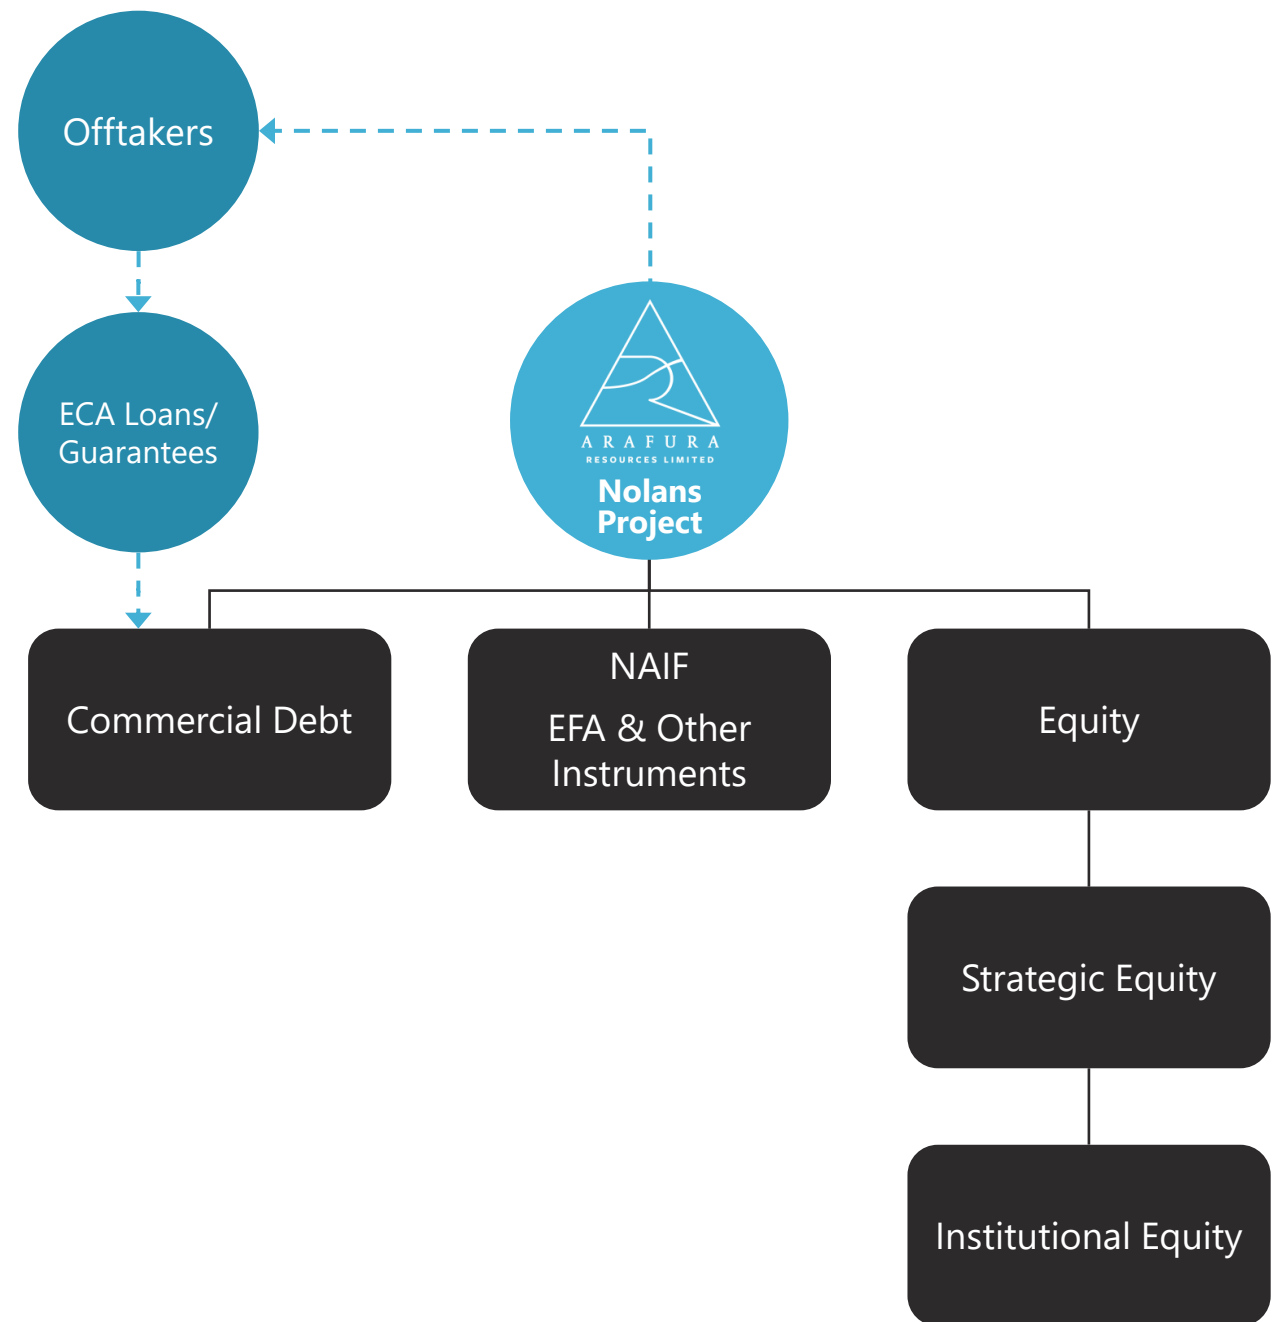 Offtakers
ECA Loans/
Guarantees
ARAFURA
RESOURCES LIMITED
Nolans
Project
Commercial Debt
NAIF
EFA & Other
Instruments
Equity
Strategic Equity
Institutional Equity